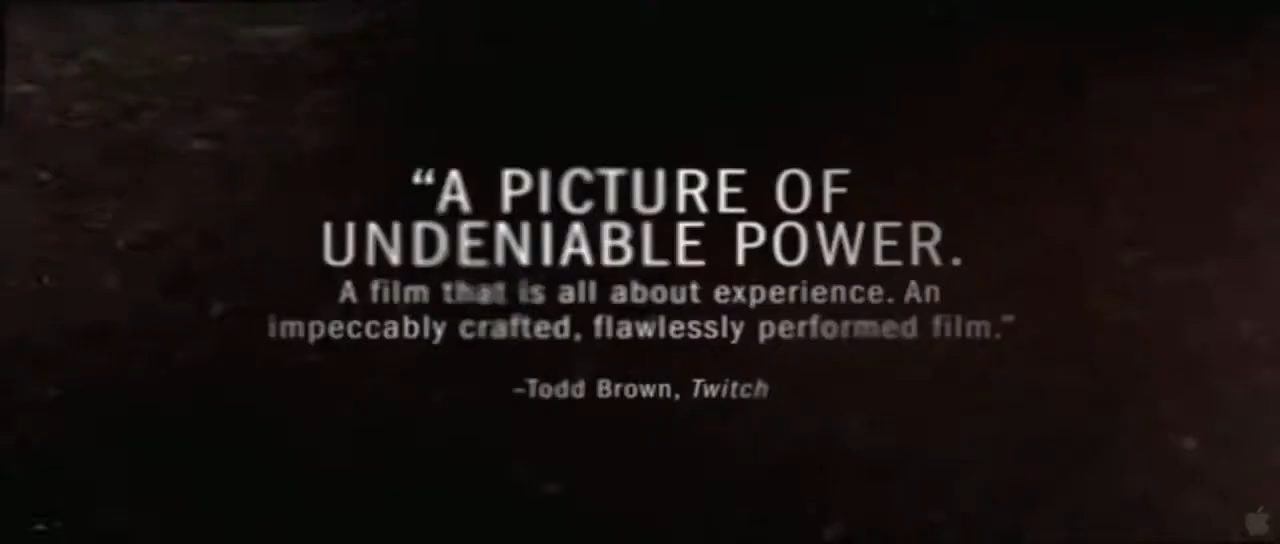 “A PICTURE OF
UNDENIABLE POWER.
A film that is all about experience. An
impeccably crafted, flawlessly performed film.”
–Todd Brown, Twitch